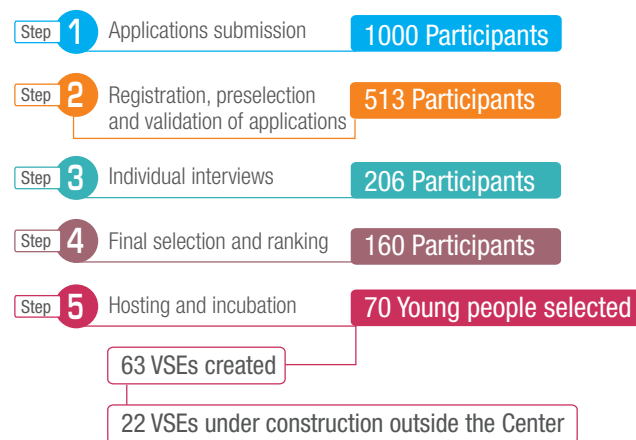 Step 1 Applications submission 1000 Participants
Step 2 Registration, preselection
and validation of applications 513 Participants
Step 3 Individual interviews 206 Participants
Step 4 Final selection and ranking 160 Participants
Step 5 Hosting and incubation 70 Young people selected
63 VSEs created
22 VSEs under construction outside the Center